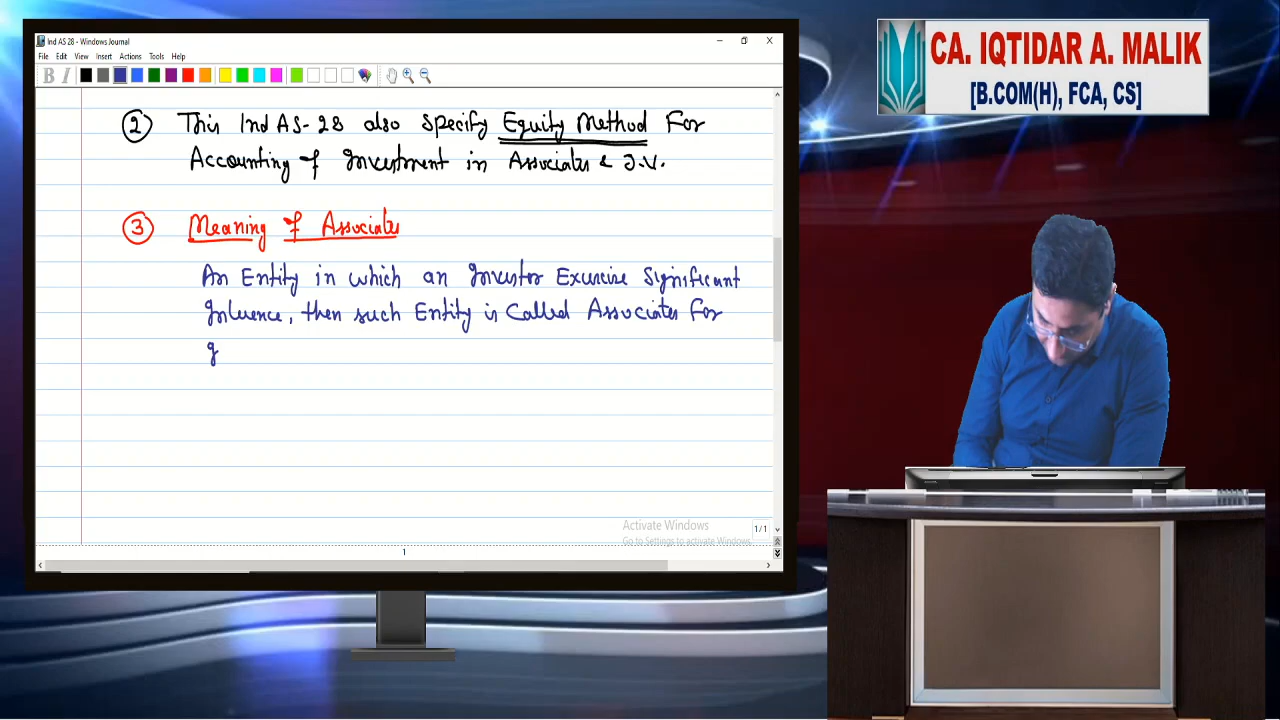 Ind AS 28 - Windows Journal
File Edit View Insert Actions Tools Help
B I
② This Ind AS-28 also specify Equity Method For
Accounting of Investment in Associates & J.V.
③ Meaning of Associates
An Entity in which an Investor Exercise Significant
Influence, then such Entity is Called Associates For
Activate Windows
Go to Settings to activate Windows.
1/1
1
CA. IQTIDAR A. MALIK
[B.COM(H), FCA, CS]